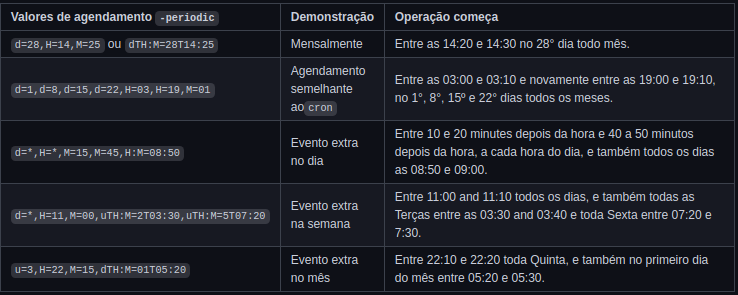 Valores de agendamento -periodic Demonstração Operação começa
d=28,H=14,M=25 ou dTH:M=28T14:25 Mensalmente Entre as 14:20 e 14:30 no 28° dia todo mês.
d=1,d=8,d=15,d=22,H=03,H=19,M=01
Agendamento
semelhante
ao cron
Entre as 03:00 e 03:10 e novamente entre as 19:00 e 19:10,
no 1°, 8°, 15º e 22° dias todos os meses.
d=*,H=*,M=15,M=45,H:M=08:50
Evento extra
no dia
Entre 10 e 20 minutes depois da hora e 40 a 50 minutos
depois da hora, a cada hora do dia, e também todos os dias
as 08:50 e 09:00.
d=*,H=11,M=00,uTH:M=2T03:30,uTH:M=5T07:20
Evento extra
na semana
Entre 11:00 and 11:10 todos os dias, e também todas as
Terças entre as 03:30 and 03:40 e toda Sexta entre 07:20 e
7:30.
u=3,H=22,M=15,dTH:M=01T05:20
Evento extra
no mês
Entre 22:10 e 22:20 toda Quinta, e também no primeiro dia
do mês entre 05:20 e 05:30.